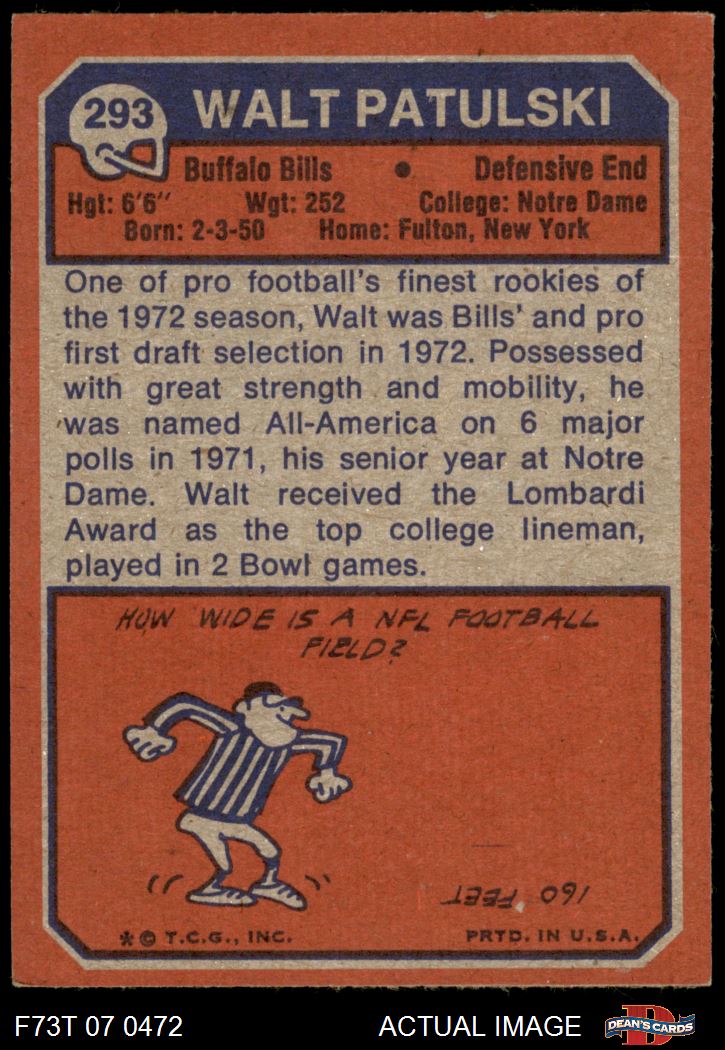 293 WALT PATULSKI
Buffalo Bills • Defensive End
Hgt: 6'6" Wgt: 252 College: Notre Dame
Born: 2-3-50 Home: Fulton, New York
One of pro football's finest rookies of
the 1972 season, Walt was Bills' and pro
first draft selection in 1972. Possessed
with great strength and mobility, he
was named All-America on 6 major
polls in 1971, his senior year at Notre
Dame. Walt received the Lombardi
Award as the top college lineman,
played in 2 Bowl games.
HOW WIDE IS A NFL FOOTBALL
FIELD?
160 FEET
* © T.C.G., INC. PRTD. IN U.S.A.
F73T 07 0472 ACTUAL IMAGE D DEAN'S CARDS